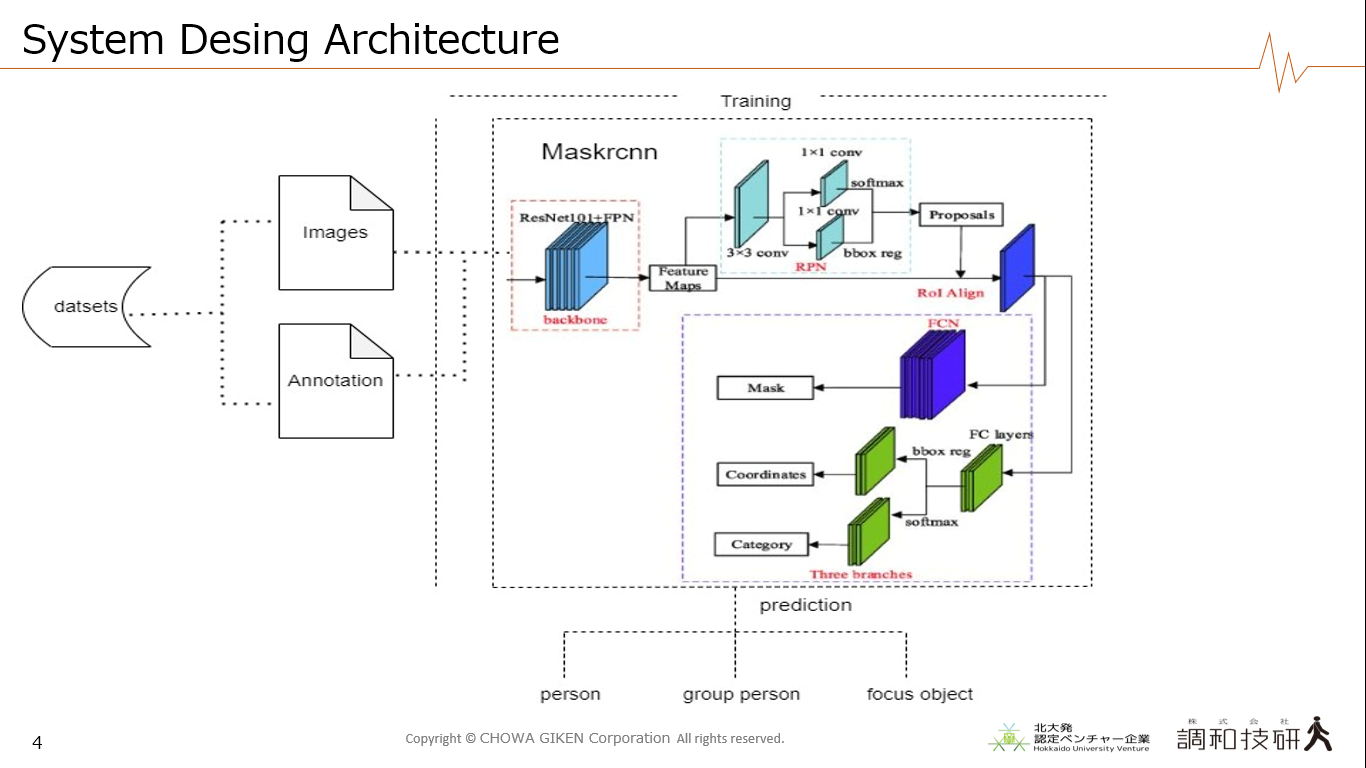 System Desing Architecture
Training
Maskrcnn
1×1 conv
softmax
ResNet101+FPN
1×1 conv
Proposals
Images
3×3 conv
bbox reg
RPN
Feature
Maps
RoI Align
datsets
backbone
FCN
Annotation
Mask
FC layers
bbox reg
Coordinates
softmax
Category
Three branches
prediction
person
group person
focus object
4
Copyright © CHOWA GIKEN Corporation All rights reserved.
北大発
認定ベンチャー企業
Hokkaido University Venture
株式会社
調和技研